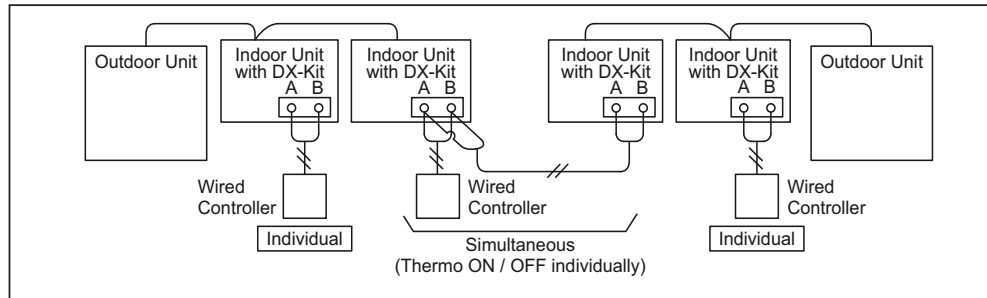 Outdoor Unit
Indoor Unit
with DX-Kit
A B
Indoor Unit
with DX-Kit
A B
Indoor Unit
with DX-Kit
A B
Indoor Unit
with DX-Kit
A B
Outdoor Unit
Wired
Controller
Individual
Wired
Controller
Simultaneous
(Thermo ON / OFF individually)
Wired
Controller
Individual